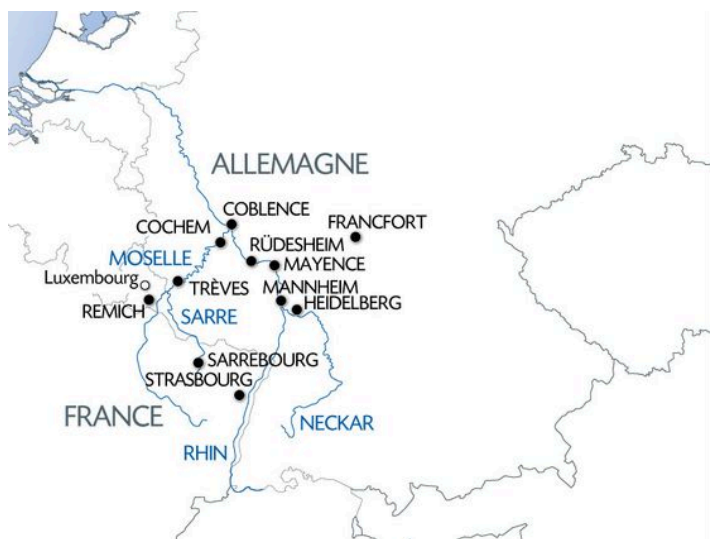 ALLEMAGNE
COBLENCE
FRANCFORT
COCHEM
RÜDESHEIM
MOSELLE
MAYENCE
Luxembourg
TRÈVES
MANNHEIM
REMICH
HEIDELBERG
SARRE
SARREBOURG
STRASBOURG
FRANCE
NECKAR
RHIN